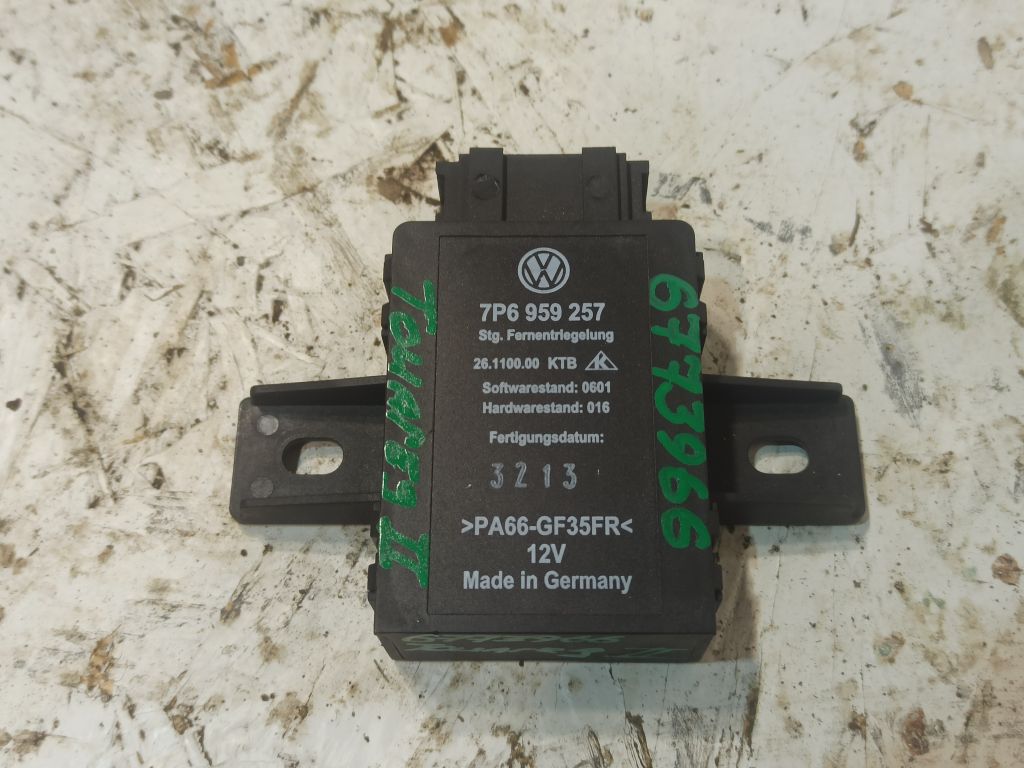 7P6 959 257
Stg. Fernentriegelung
26.1100.00 KTB
Softwarestand: 0601
Hardwarestand: 016
Fertigungsdatum:
3213
>PA66-GF35FR<
12V
Made in Germany
TOUAREG II
67773966